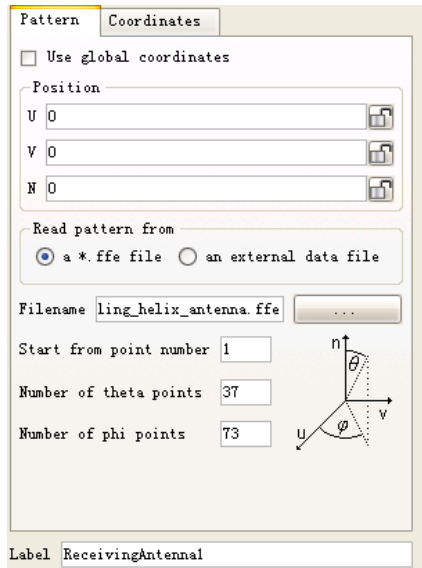 Pattern Coordinates
Use global coordinates
Position
U 0
V 0
N 0
Read pattern from
a *.ffe file an external data file
Filename ling_helix_antenna.ffe ...
Start from point number 1
Number of theta points 37
Number of phi points 73
n
θ
v
u φ
Label ReceivingAntenna1